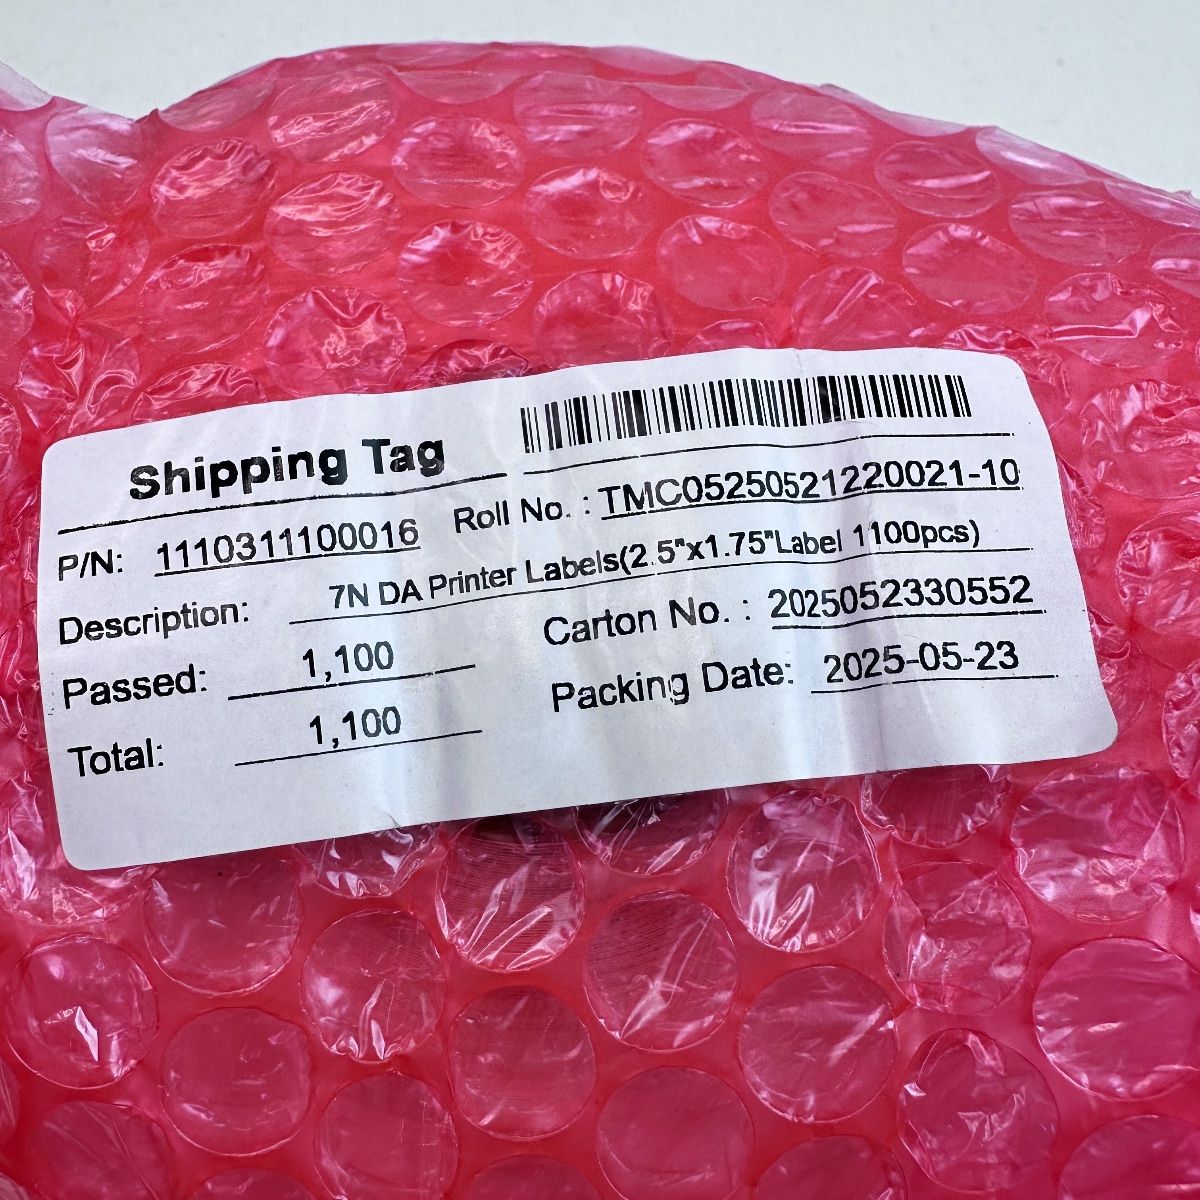 Shipping Tag
P/N: 1110311100016 Roll No. : TMC05250521220021-10
Description: 7N DA Printer Labels(2.5"x1.75"Label 1100pcs)
Passed: 1,100 Carton No. : 2025052330552
Total: 1,100 Packing Date: 2025-05-23